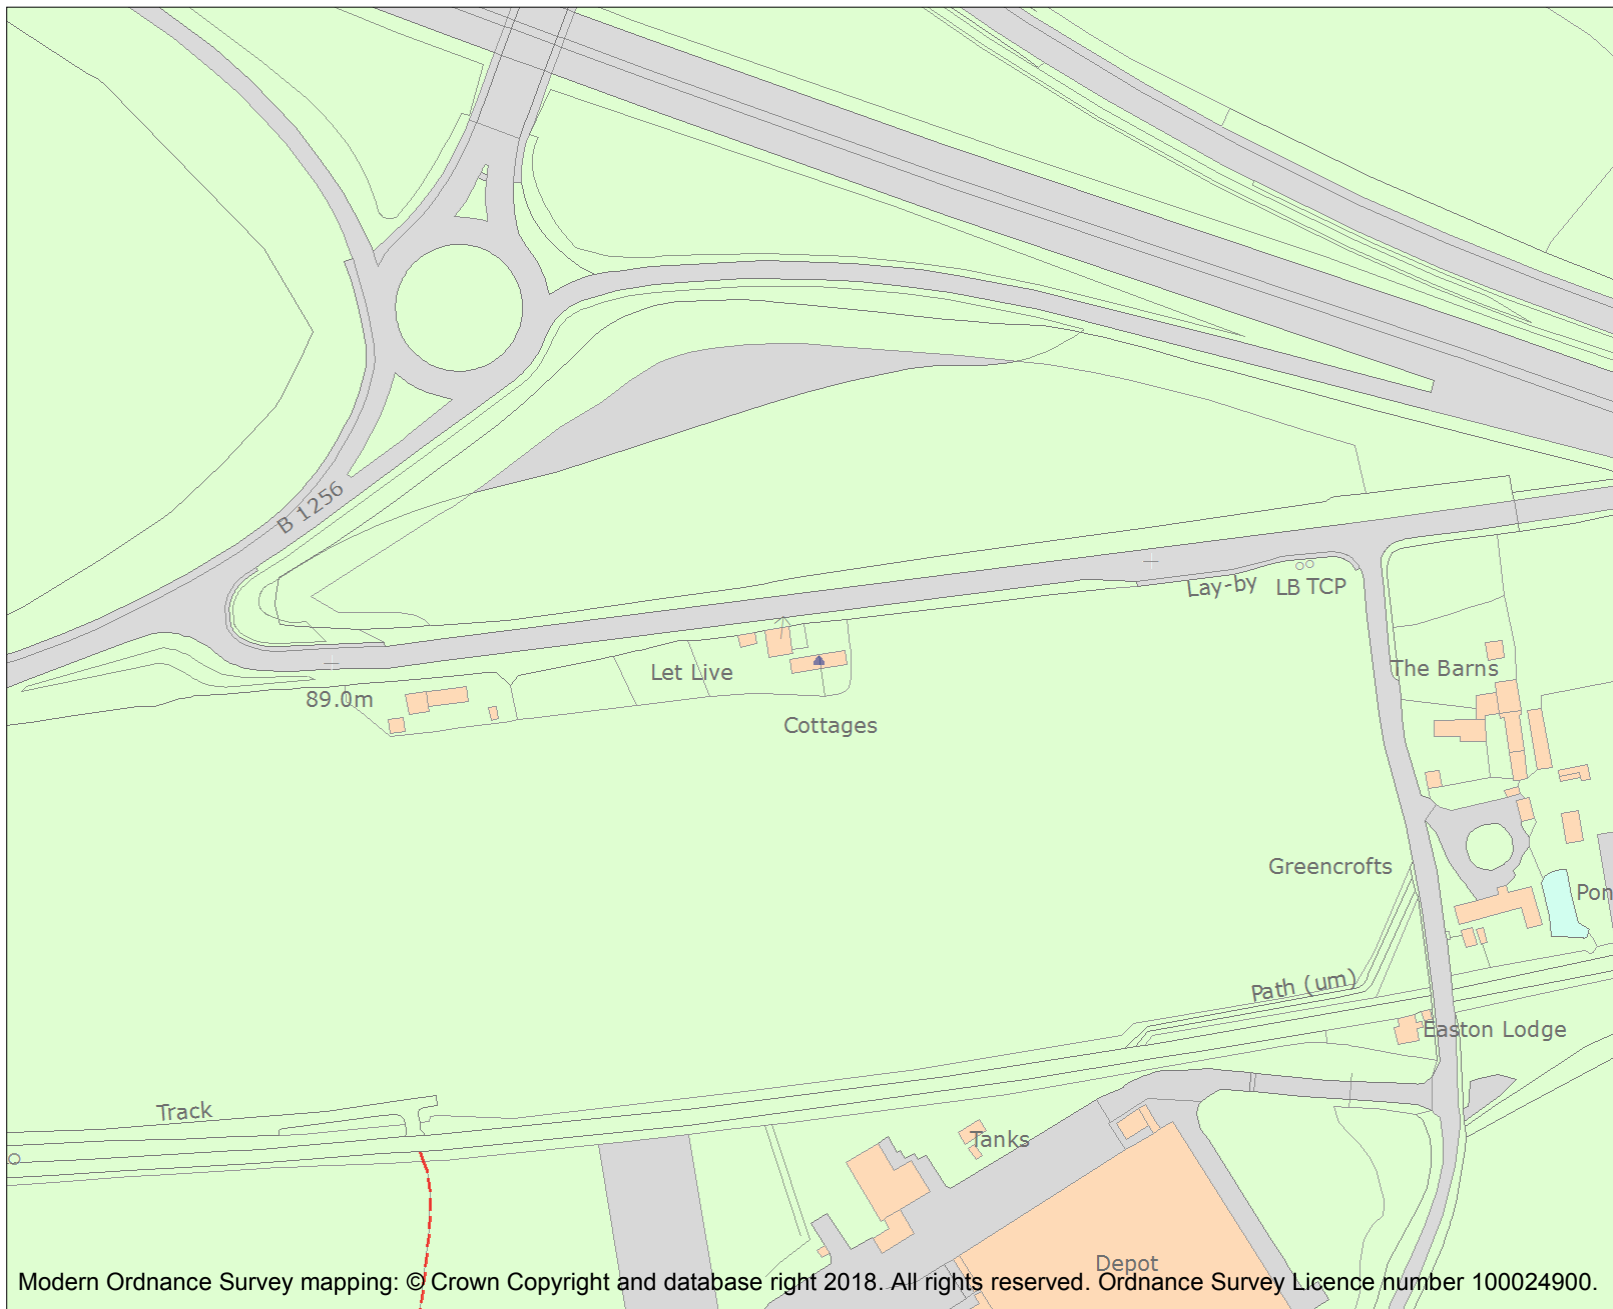 B 1256
Lay-by
LB TCP
Let Live
The Barns
89.0m
Cottages
Greencrofts
Pon
Path (um)
Easton Lodge
Track
Tanks
Depot
Modern Ordnance Survey mapping: © Crown Copyright and database right 2018. All rights reserved. Ordnance Survey Licence number 100024900.